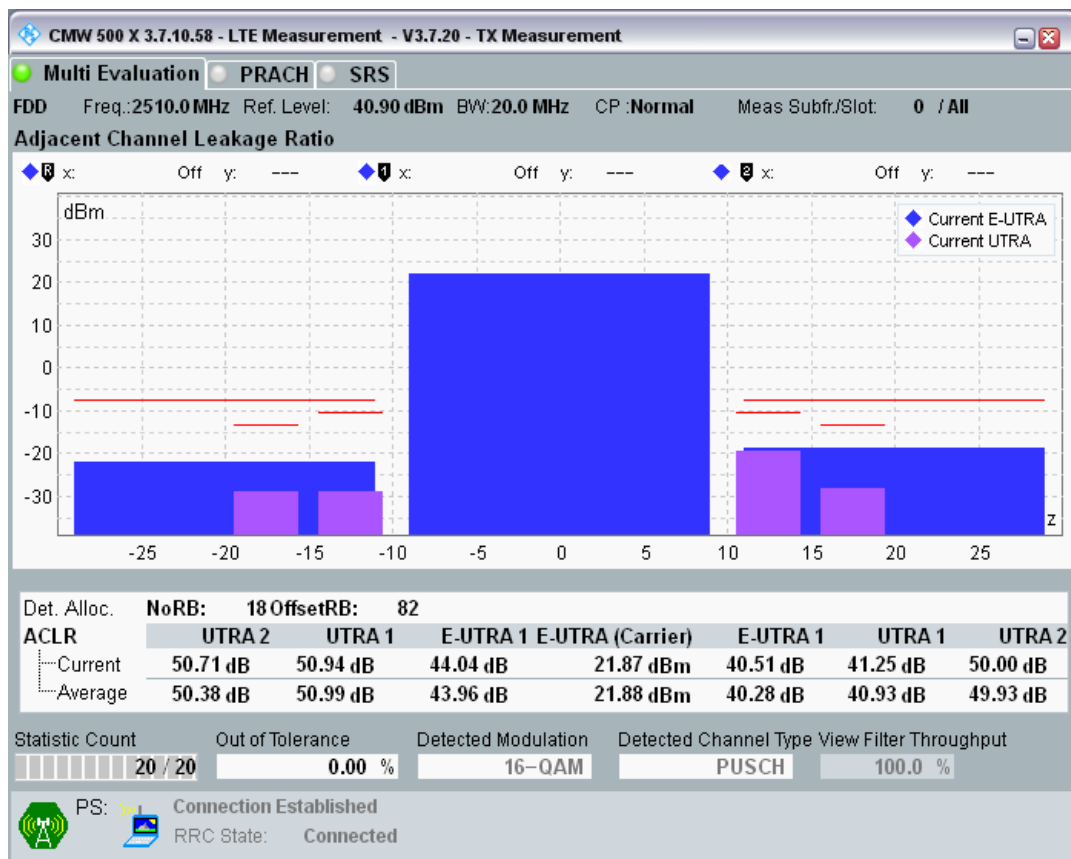 CMW 500 X 3.7.10.58 - LTE Measurement - V3.7.20 - TX Measurement
Multi Evaluation PRACH SRS
FDD Freq.:2510.0 MHz Ref. Level: 40.90 dBm BW:20.0 MHz CP :Normal Meas Subfr./Slot: 0 / All
Adjacent Channel Leakage Ratio
R x: Off y: --- 1 x: Off y: --- 2 x: Off y: ---
dBm
Current E-UTRA
Current UTRA
30
20
10
0
-10
-20
-30
z
-25 -20 -15 -10 -5 0 5 10 15 20 25
Det. Alloc. NoRB: 18 OffsetRB: 82
ACLR UTRA 2 UTRA 1 E-UTRA 1 E-UTRA (Carrier) E-UTRA 1 UTRA 1 UTRA 2
Current 50.71 dB 50.94 dB 44.04 dB 21.87 dBm 40.51 dB 41.25 dB 50.00 dB
Average 50.38 dB 50.99 dB 43.96 dB 21.88 dBm 40.28 dB 40.93 dB 49.93 dB
Statistic Count Out of Tolerance Detected Modulation Detected Channel Type View Filter Throughput
20 / 20 0.00 % 16-QAM PUSCH 100.0 %
PS: Connection Established
RRC State: Connected